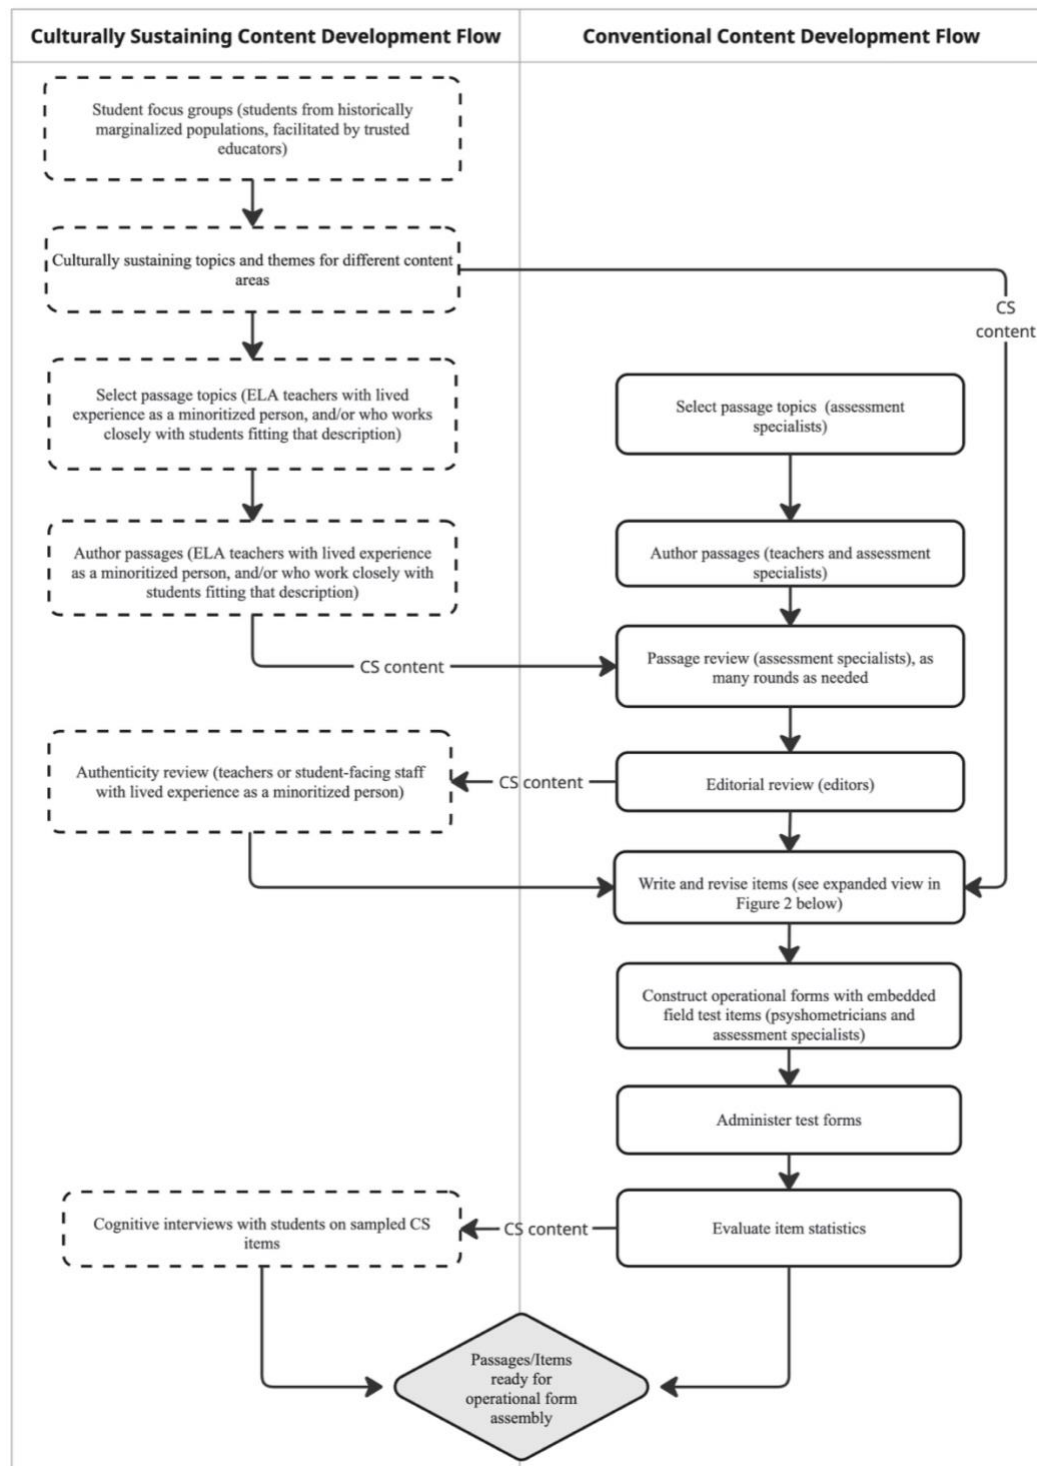 Culturally Sustaining Content Development Flow
Conventional Content Development Flow
Student focus groups (students from historically
marginalized populations, facilitated by trusted
educators)
Culturally sustaining topics and themes for different content
areas
CS
content
Select passage topics (ELA teachers with lived
experience as a minoritized person, and/or who works
closely with students fitting that description)
Select passage topics (assessment
specialists)
Author passages (ELA teachers with lived experience
as a minoritized person, and/or who work closely with
students fitting that description)
Author passages (teachers and assessment
specialists)
CS content
Passage review (assessment specialists), as
many rounds as needed
Authenticity review (teachers or student-facing staff
with lived experience as a minoritized person)
CS content
Editorial review (editors)
Write and revise items (see expanded view in
Figure 2 below)
Construct operational forms with embedded
field test items (psyshometricians and
assessment specialists)
Administer test forms
Cognitive interviews with students on sampled CS
items
CS content
Evaluate item statistics
Passages/Items
ready for
operational form
assembly